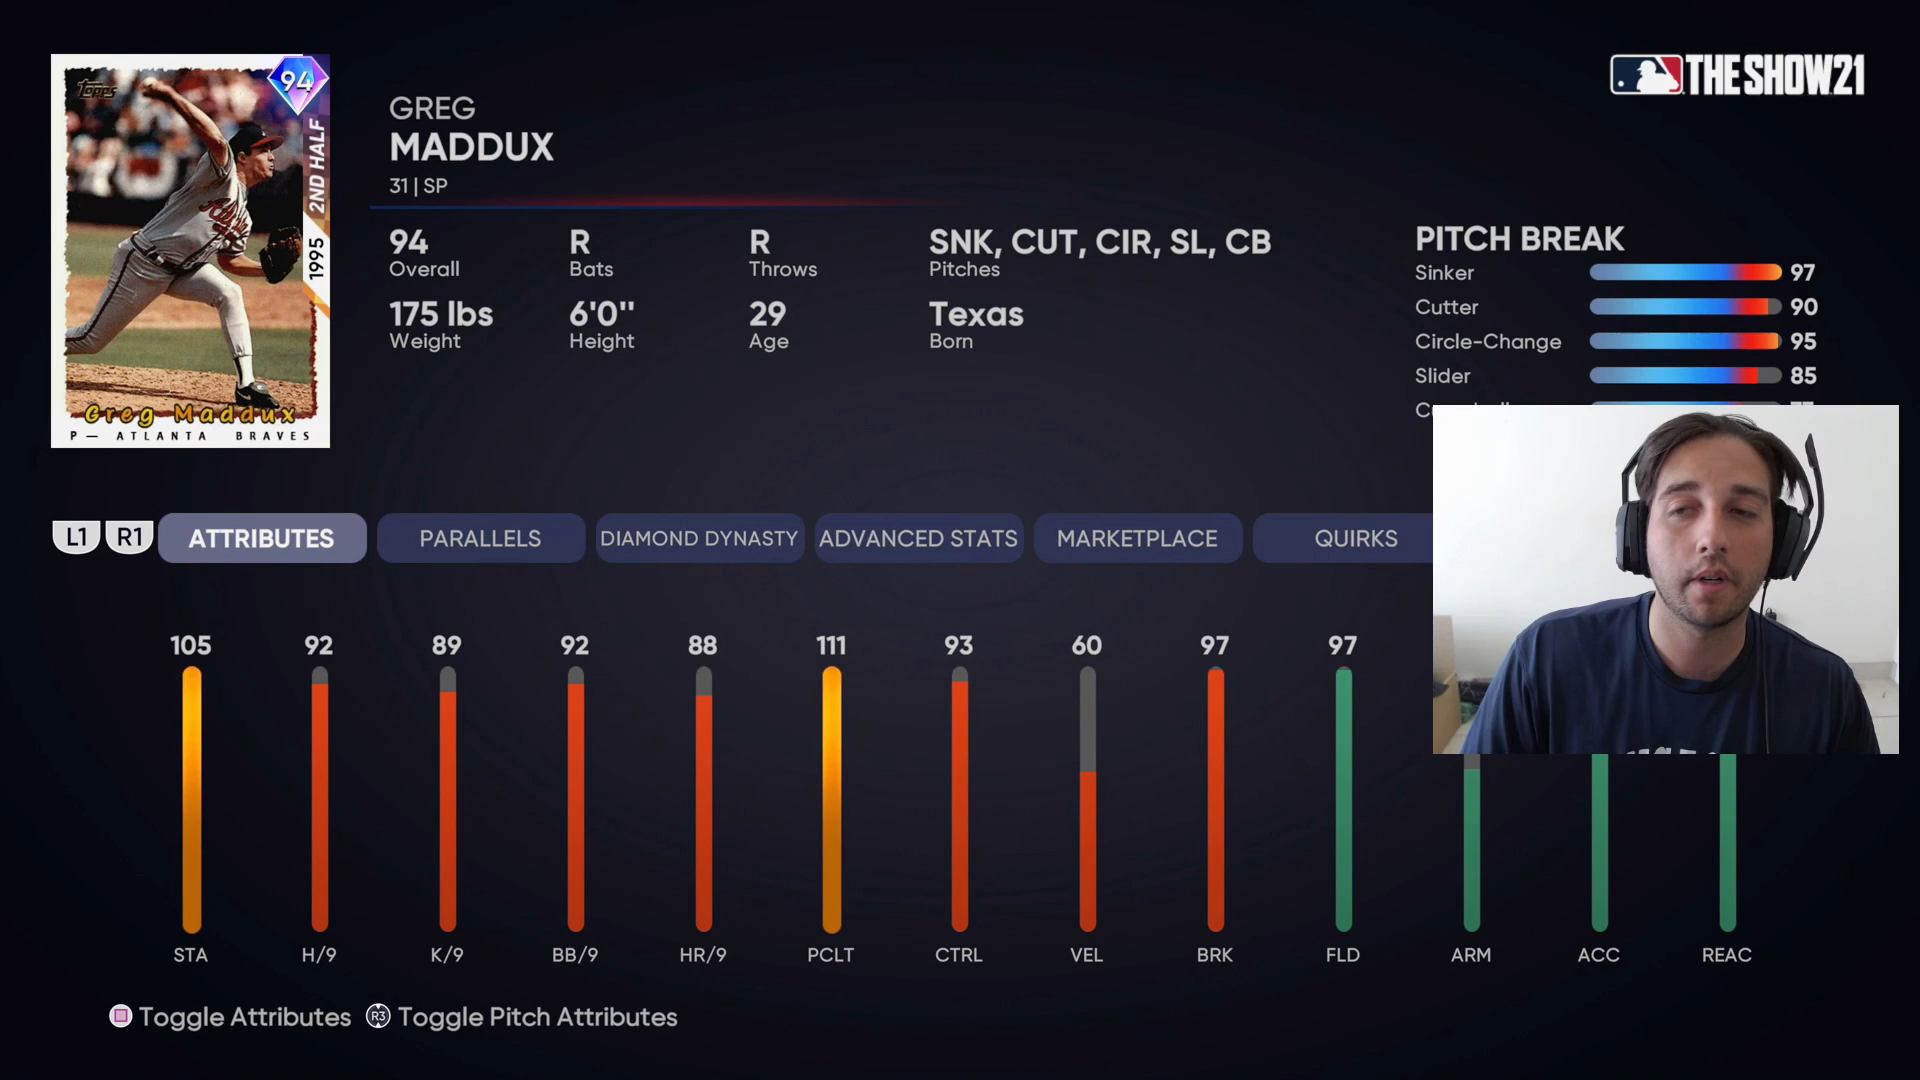 Topps
94
2ND HALF
1995
Greg Maddux
P — ATLANTA BRAVES
GREG
MADDUX
31 | SP
94
Overall
R
Bats
R
Throws
SNK, CUT, CIR, SL, CB
Pitches
175 lbs
Weight
6'0"
Height
29
Age
Texas
Born
THE SHOW 21
PITCH BREAK
Sinker 97
Cutter 90
Circle-Change 95
Slider 85
L1 R1 ATTRIBUTES PARALLELS DIAMOND DYNASTY ADVANCED STATS MARKETPLACE QUIRKS
105 92 89 92 88 111 93 60 97 97
STA H/9 K/9 BB/9 HR/9 PCLT CTRL VEL BRK FLD ARM ACC REAC
Toggle Attributes R3 Toggle Pitch Attributes